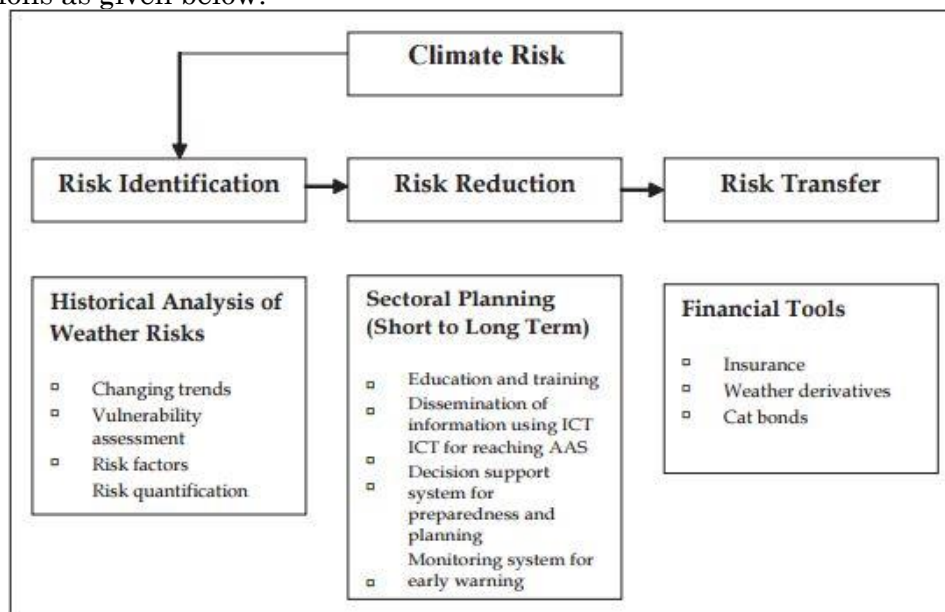 ions as given below:
Climate Risk
Risk Identification
Risk Reduction
Risk Transfer
Historical Analysis of
Weather Risks
Changing trends
Vulnerability
assessment
Risk factors
Risk quantification
Sectoral Planning
(Short to Long Term)
Education and training
Dissemination of
information using ICT
ICT for reaching AAS
Decision support
system for
preparedness and
planning
Monitoring system for
early warning
Financial Tools
Insurance
Weather derivatives
Cat bonds